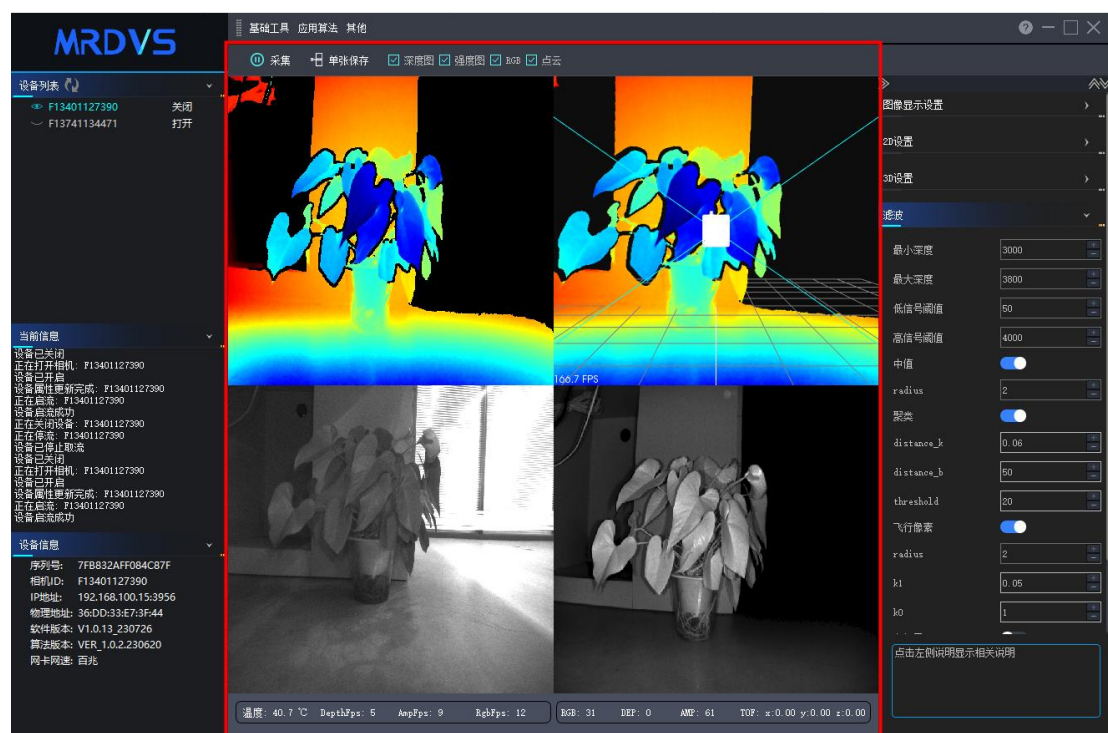 MRDVS
基础工具 应用算法 其他
采集 单张保存 深度图 强度图 RGB 点云
设备列表
F13401127390 关闭
F13741134471 打开
当前信息
设备已关闭
正在打开相机: F13401127390
设备已开启
设备属性更新完成: F13401127390
正在启流: F13401127390
设备启流成功
正在关闭设备: F13401127390
正在停流: F13401127390
设备已停止取流
设备已关闭
正在打开相机: F13401127390
设备已开启
设备属性更新完成: F13401127390
正在启流: F13401127390
设备启流成功
设备信息
序列号: 7FB832AFF084C87F
相机ID: F13401127390
IP地址: 192.168.100.15:3956
物理地址: 36:DD:33:E7:3F:44
软件版本: V1.0.13_230726
算法版本: VER_1.0.2.230620
网卡网速: 百兆
166.7 FPS
温度: 40.7 ℃ DepthFps: 5 AmpFps: 9 RgbFps: 12
RGB: 31 DEP: 0 AMP: 61 TOF: x:0.00 y:0.00 z:0.00
图像显示设置
2D设置
3D设置
滤波
最小深度 3000
最大深度 3800
低信号阈值 50
高信号阈值 4000
中值
radius 2
聚类
distance_k 0.06
distance_b 50
threshold 20
飞行像素
radius 2
k1 0.05
k0 1
点击左侧说明显示相关说明